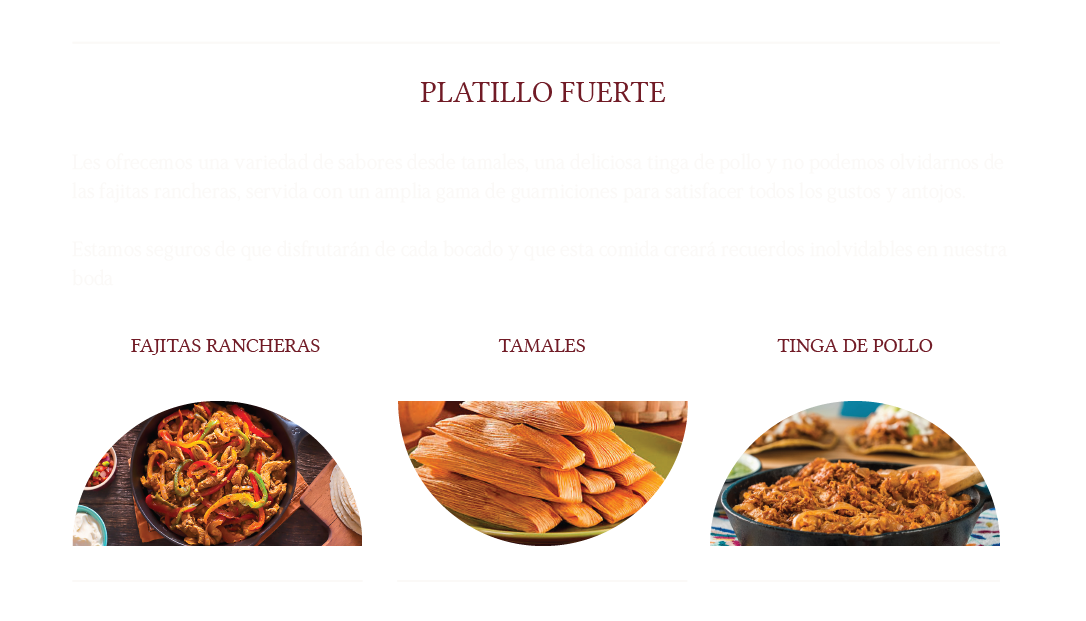 PLATILLO FUERTE
Les ofrecemos una variedad de sabores desde tamales, una deliciosa tinga de pollo y no podemos olvidarnos de
las fajitas rancheras, servida con un amplia gama de guarniciones para satisfacer todos los gustos y antojos.
Estamos seguros de que disfrutarán de cada bocado y que esta comida creará recuerdos inolvidables en nuestra
boda
FAJITAS RANCHERAS
TAMALES
TINGA DE POLLO